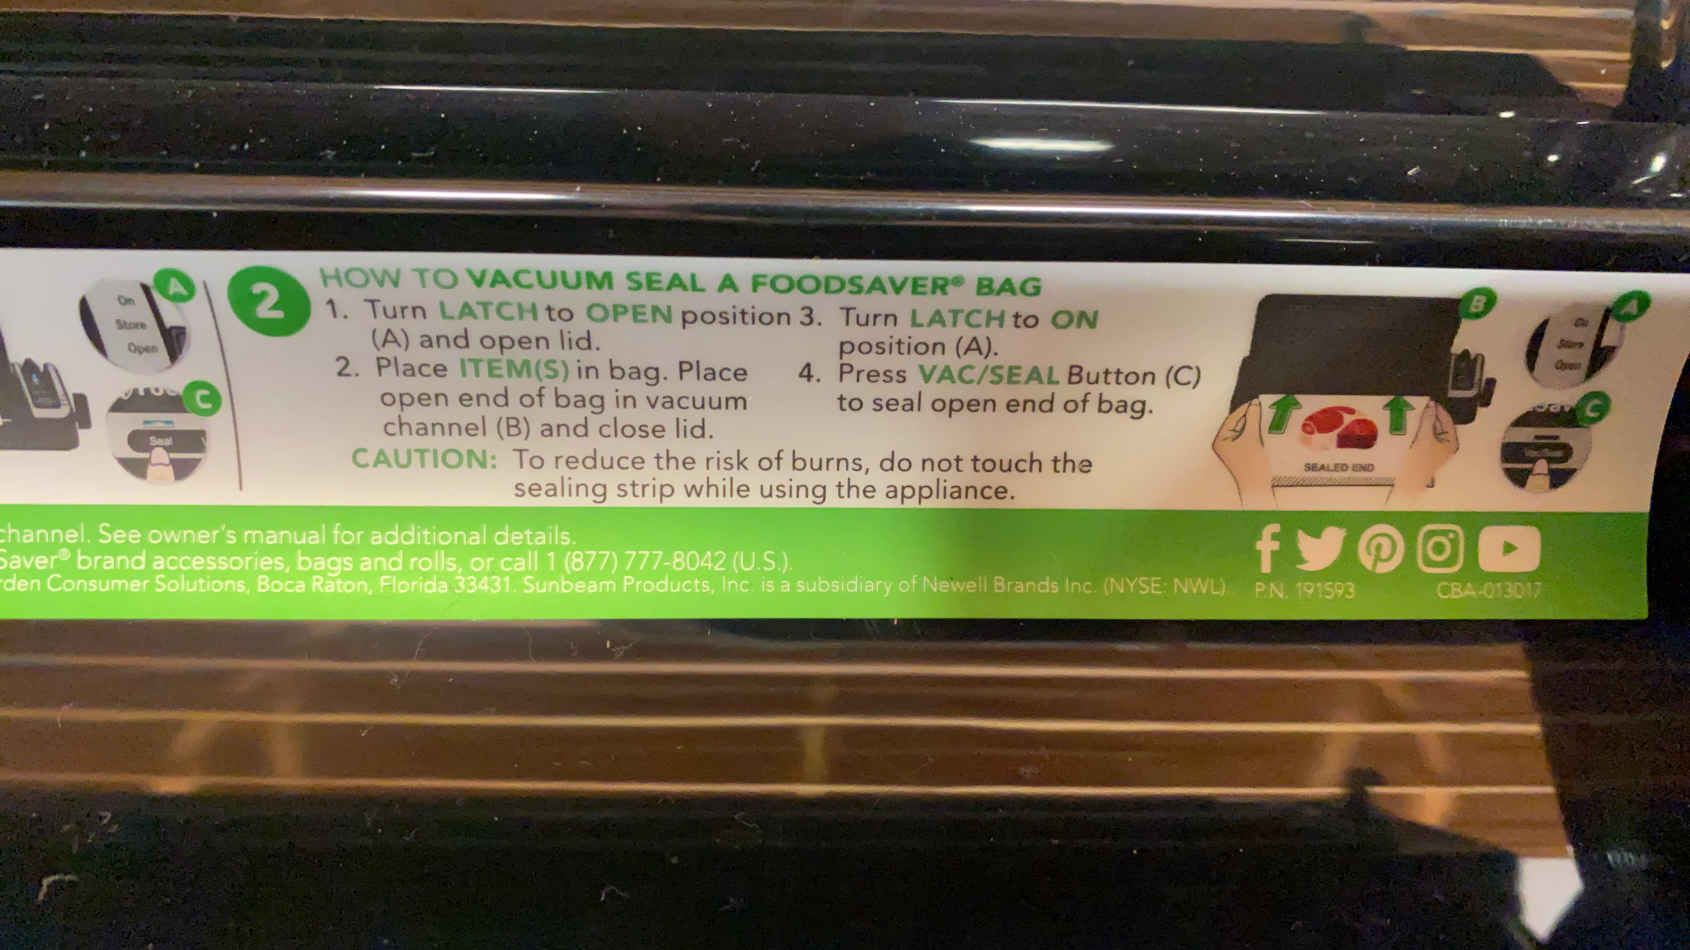 A
On
Store
Open
C
Seal
2
HOW TO VACUUM SEAL A FOODSAVER® BAG
1. Turn LATCH to OPEN position
(A) and open lid.
2. Place ITEM(S) in bag. Place
open end of bag in vacuum
channel (B) and close lid.
3. Turn LATCH to ON
position (A).
4. Press VAC/SEAL Button (C)
to seal open end of bag.
CAUTION: To reduce the risk of burns, do not touch the
sealing strip while using the appliance.
B
SEALED END
A
On
Store
Open
C
channel. See owner's manual for additional details.
Saver® brand accessories, bags and rolls, or call 1 (877) 777-8042 (U.S.).
rden Consumer Solutions, Boca Raton, Florida 33431. Sunbeam Products, Inc. is a subsidiary of Newell Brands Inc. (NYSE: NWL).
P.N. 191593
CBA-013017